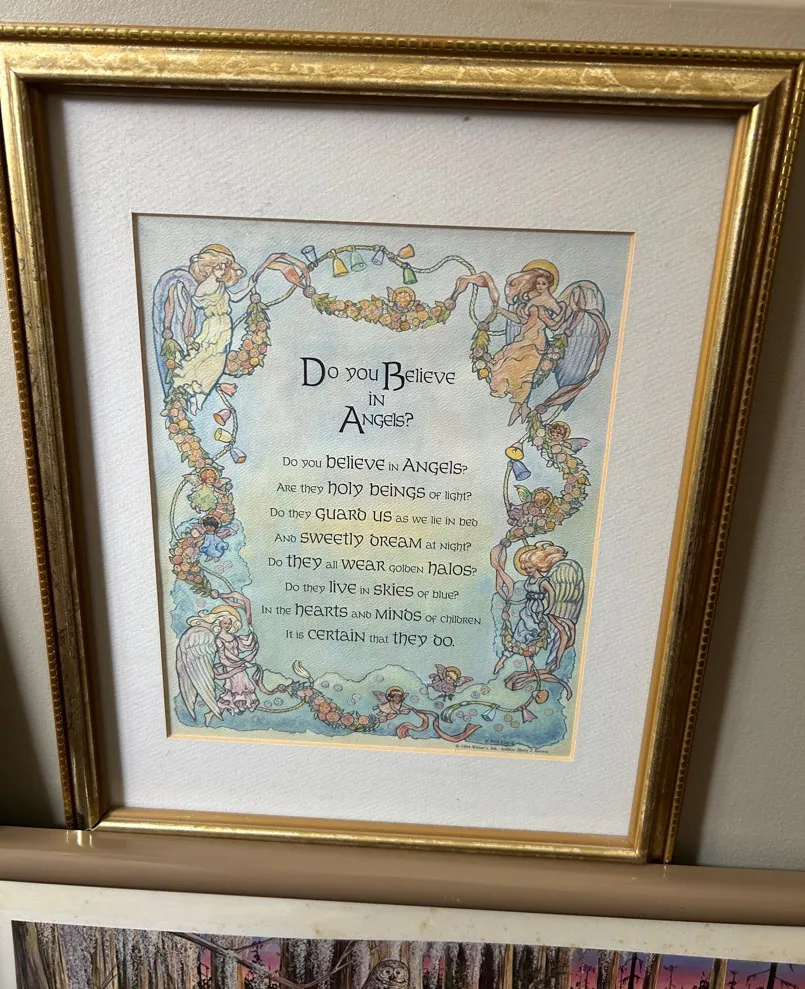 Do you Believe
in
Angels?
Do you believe in Angels?
Are they holy beings of light?
Do they guard us as we lie in bed
And sweetly dream at night?
Do they all wear golden halos?
Do they live in skies of blue?
In the hearts and minds of children
It is certain that they do.